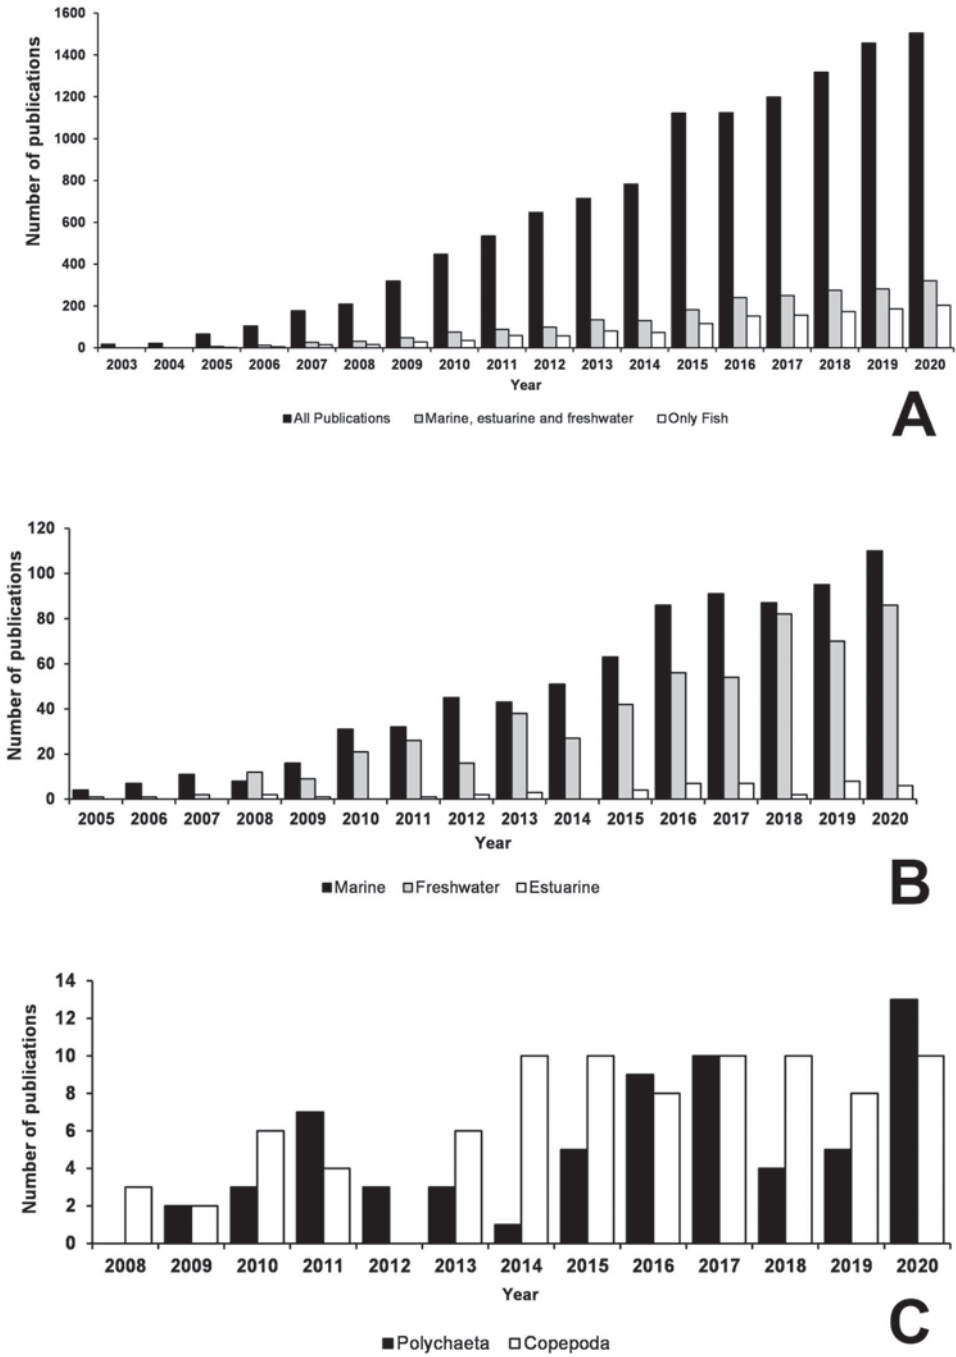 Number of publications
1600
1400
1200
1000
800
600
400
200
0
2003 2004 2005 2006 2007 2008 2009 2010 2011 2012 2013 2014 2015 2016 2017 2018 2019 2020
Year
All Publications Marine, estuarine and freshwater Only Fish
A
Number of publications
120
100
80
60
40
20
0
2005 2006 2007 2008 2009 2010 2011 2012 2013 2014 2015 2016 2017 2018 2019 2020
Year
Marine Freshwater Estuarine
B
Number of publications
14
12
10
8
6
4
2
0
2008 2009 2010 2011 2012 2013 2014 2015 2016 2017 2018 2019 2020
Year
Polychaeta Copepoda
C